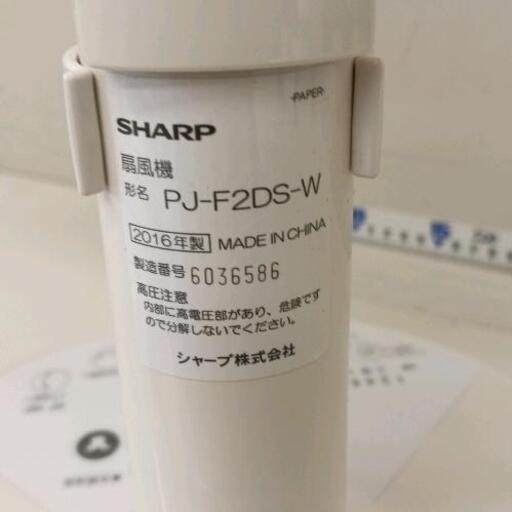 -PAPER-
SHARP
扇風機
形名 PJ-F2DS-W
2016年製 MADE IN CHINA
製造番号 6036586
高圧注意
内部に高電圧部があり、危険です
ので分解しないでください。
シャープ株式会社